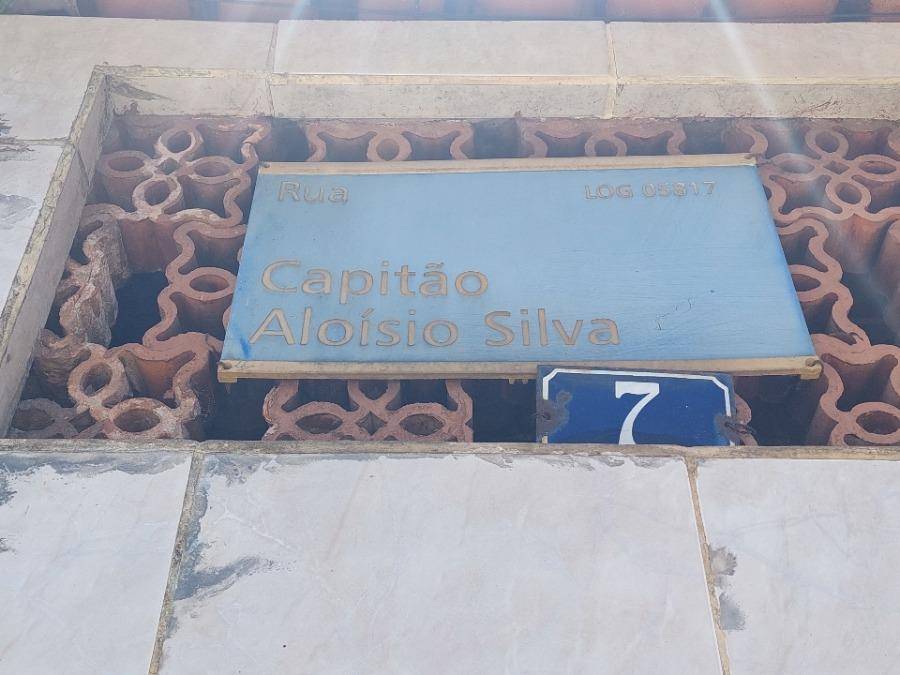 Rua LOG 05817
Capitão
Aloísio Silva
7